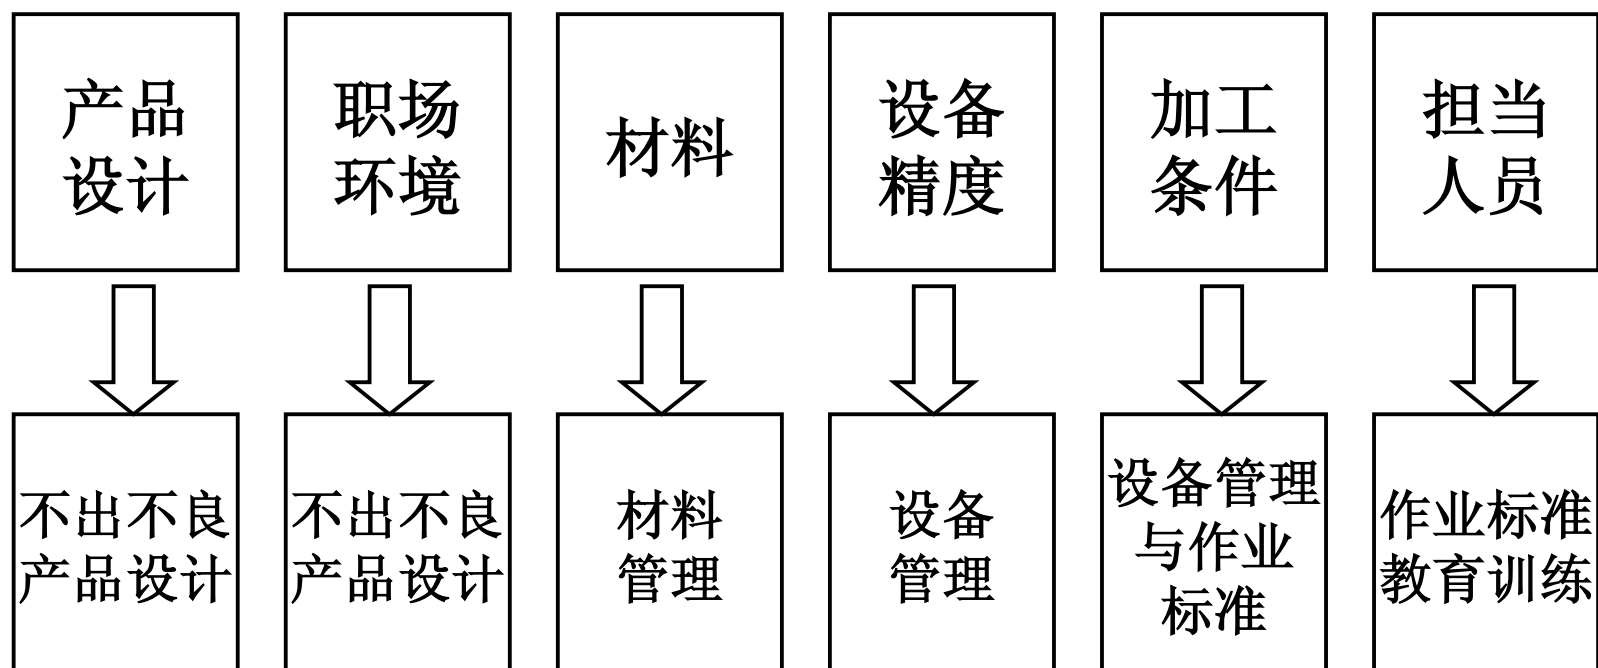 产品
设计
职场
环境
材料
设备
精度
加工
条件
担当
人员
不出不良
产品设计
不出不良
产品设计
材料
管理
设备
管理
设备管理
与作业
标准
作业标准
教育训练